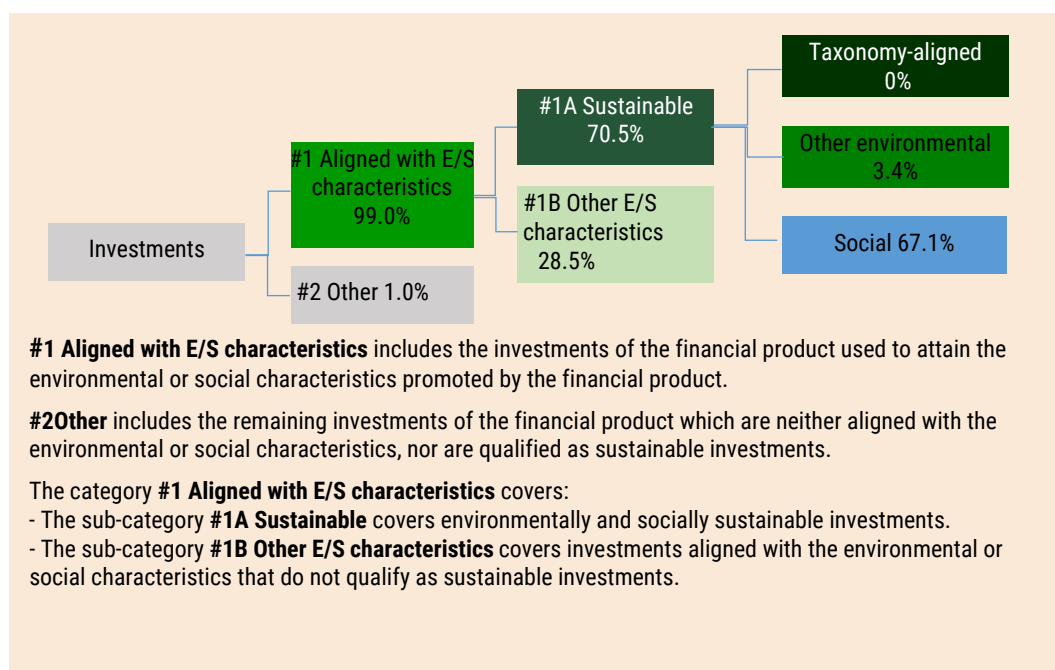 Taxonomy-aligned
0%
#1A Sustainable
70.5%
#1 Aligned with E/S
characteristics
99.0%
Other environmental
3.4%
#1B Other E/S
characteristics
28.5%
Investments
Social 67.1%
#2 Other 1.0%
#1 Aligned with E/S characteristics includes the investments of the financial product used to attain the
environmental or social characteristics promoted by the financial product.
#2Other includes the remaining investments of the financial product which are neither aligned with the
environmental or social characteristics, nor are qualified as sustainable investments.
The category #1 Aligned with E/S characteristics covers:
- The sub-category #1A Sustainable covers environmentally and socially sustainable investments.
- The sub-category #1B Other E/S characteristics covers investments aligned with the environmental or
social characteristics that do not qualify as sustainable investments.